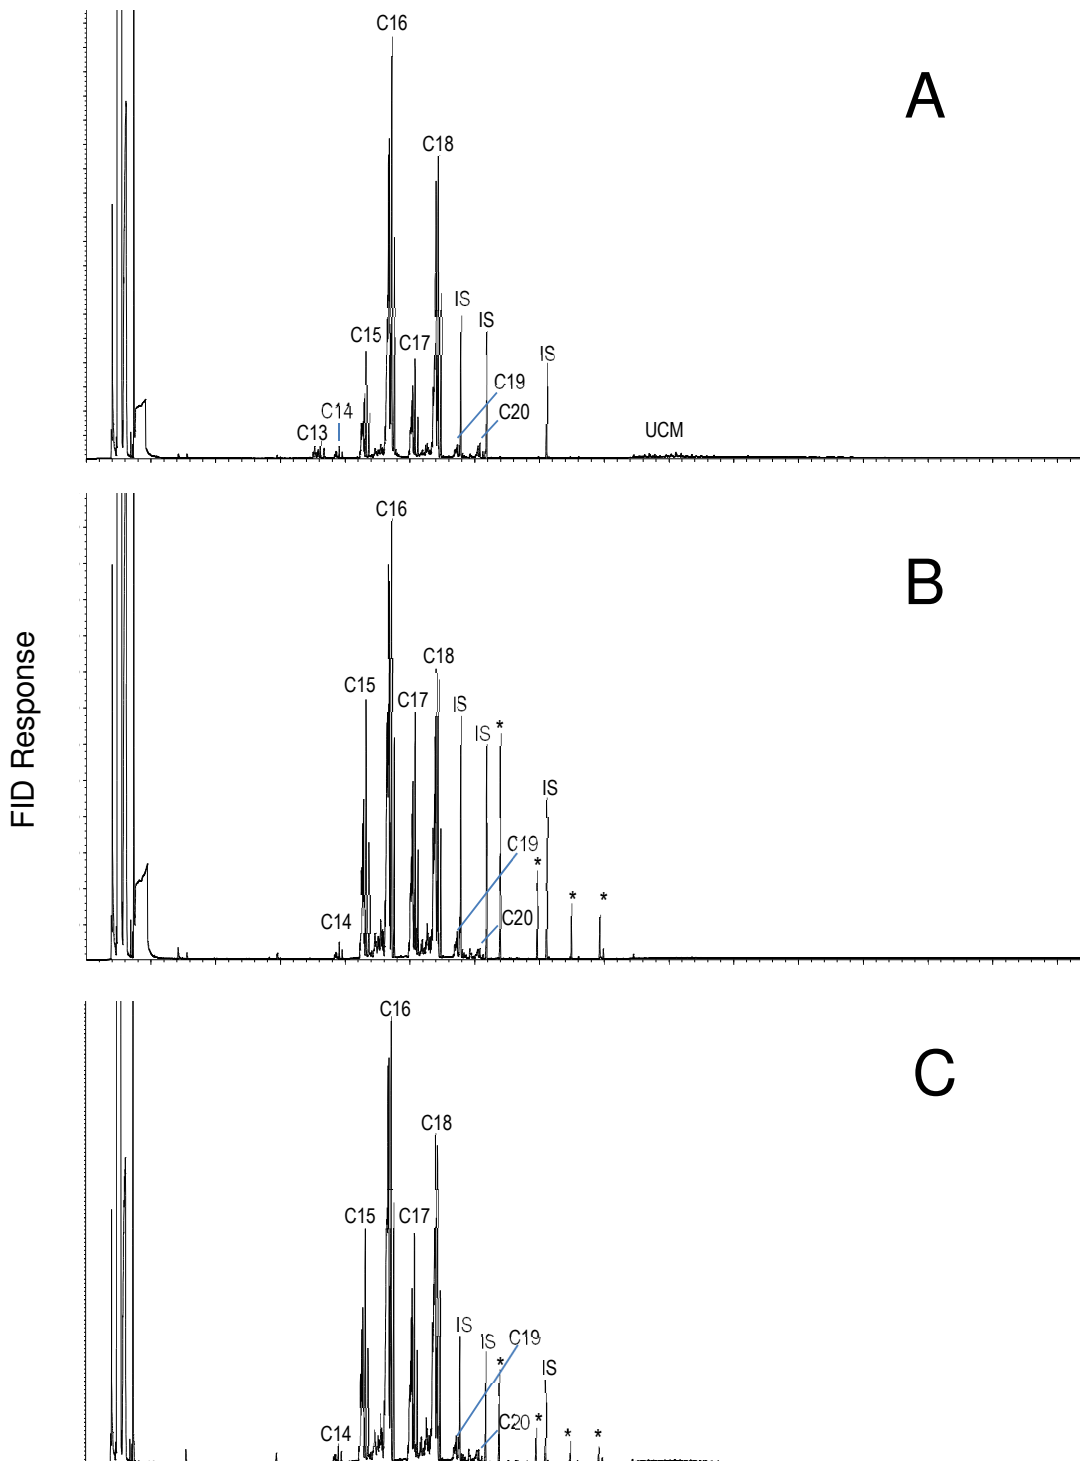 C16
A
C18
IS
IS
C15
C17
IS
C19
C14
C20
C13
UCM
C16
B
FID Response
C18
C15
C17
IS
*
IS
IS
C19
*
*
*
C14
C20
C16
C
C18
C15
C17
IS
IS
C19
*
IS
*
C20
C14
*
*